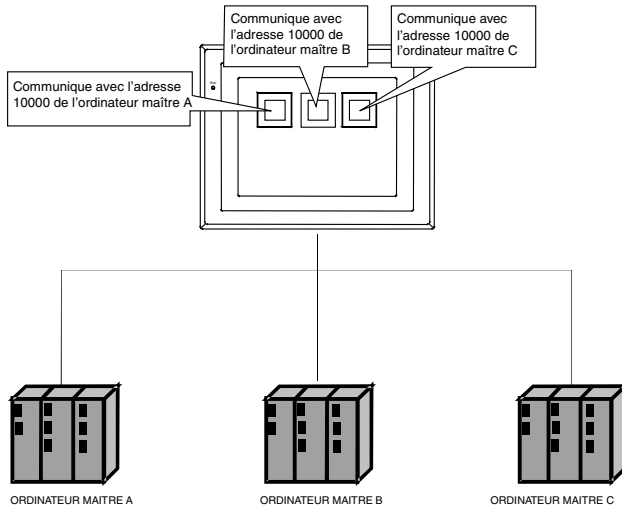 Communique avec
l'adresse 10000 de
l'ordinateur maître B
Communique avec
l'adresse 10000 de
l'ordinateur maître C
Communique avec l'adresse
10000 de l'ordinateur maître A
ORDINATEUR MAITRE A
ORDINATEUR MAITRE B
ORDINATEUR MAITRE C